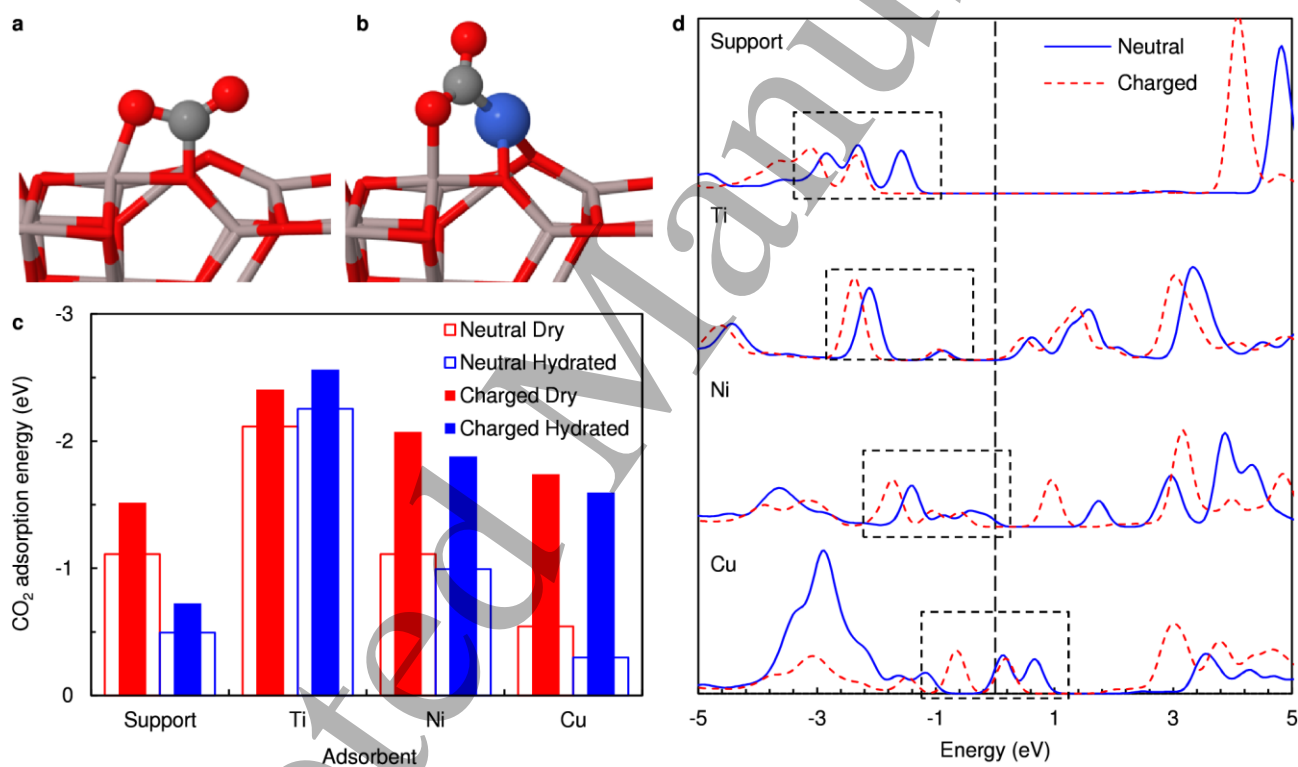 a
b
c
CO2 adsorption energy (eV)
-3
-2
-1
0
Neutral Dry
Neutral Hydrated
Charged Dry
Charged Hydrated
Support
Ti
Ni
Cu
Adsorbent
d
Support
Neutral
Charged
Ti
Ni
Cu
-5
-3
-1
1
3
5
Energy (eV)